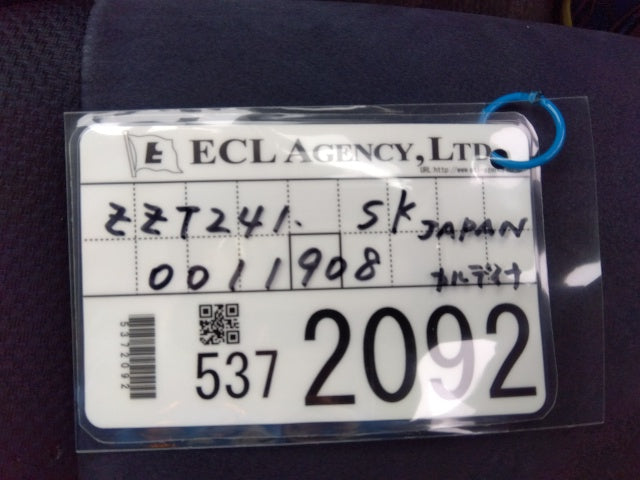 E ECL AGENCY, LTD.
ZZT241. SK JAPAN
0011908 カルディナ
5372092
537 2092